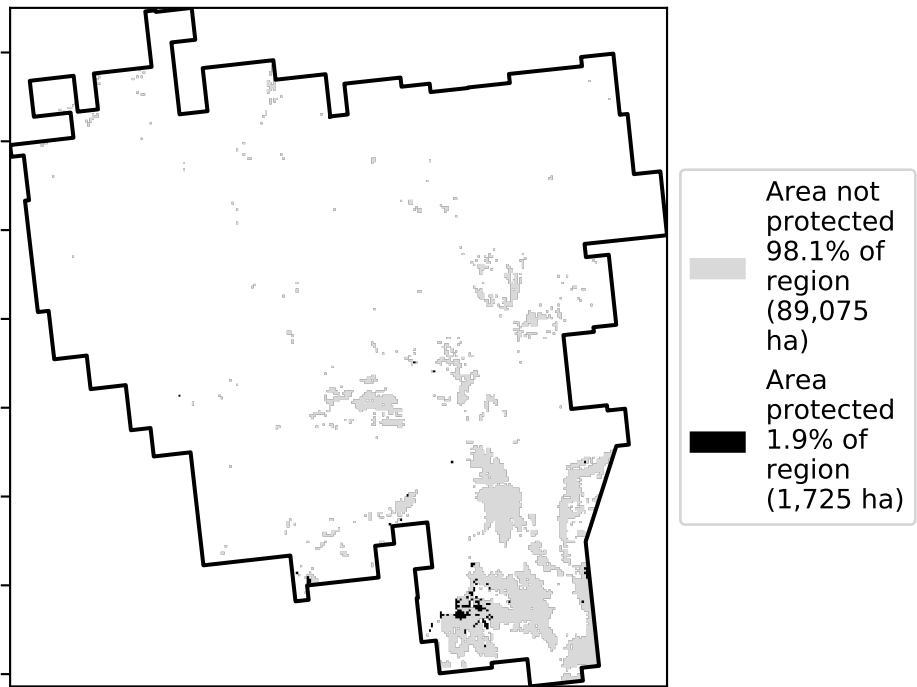 Area not
protected
98.1% of
region
(89,075
ha)
Area
protected
1.9% of
region
(1,725 ha)